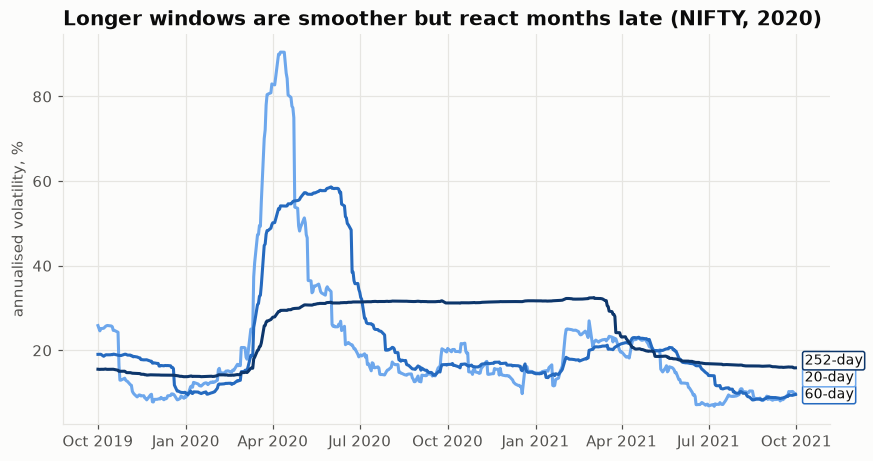 Longer windows are smoother but react months late (NIFTY, 2020)
annualised volatility, %
80
60
40
20
252-day
20-day
60-day
Oct 2019 Jan 2020 Apr 2020 Jul 2020 Oct 2020 Jan 2021 Apr 2021 Jul 2021 Oct 2021